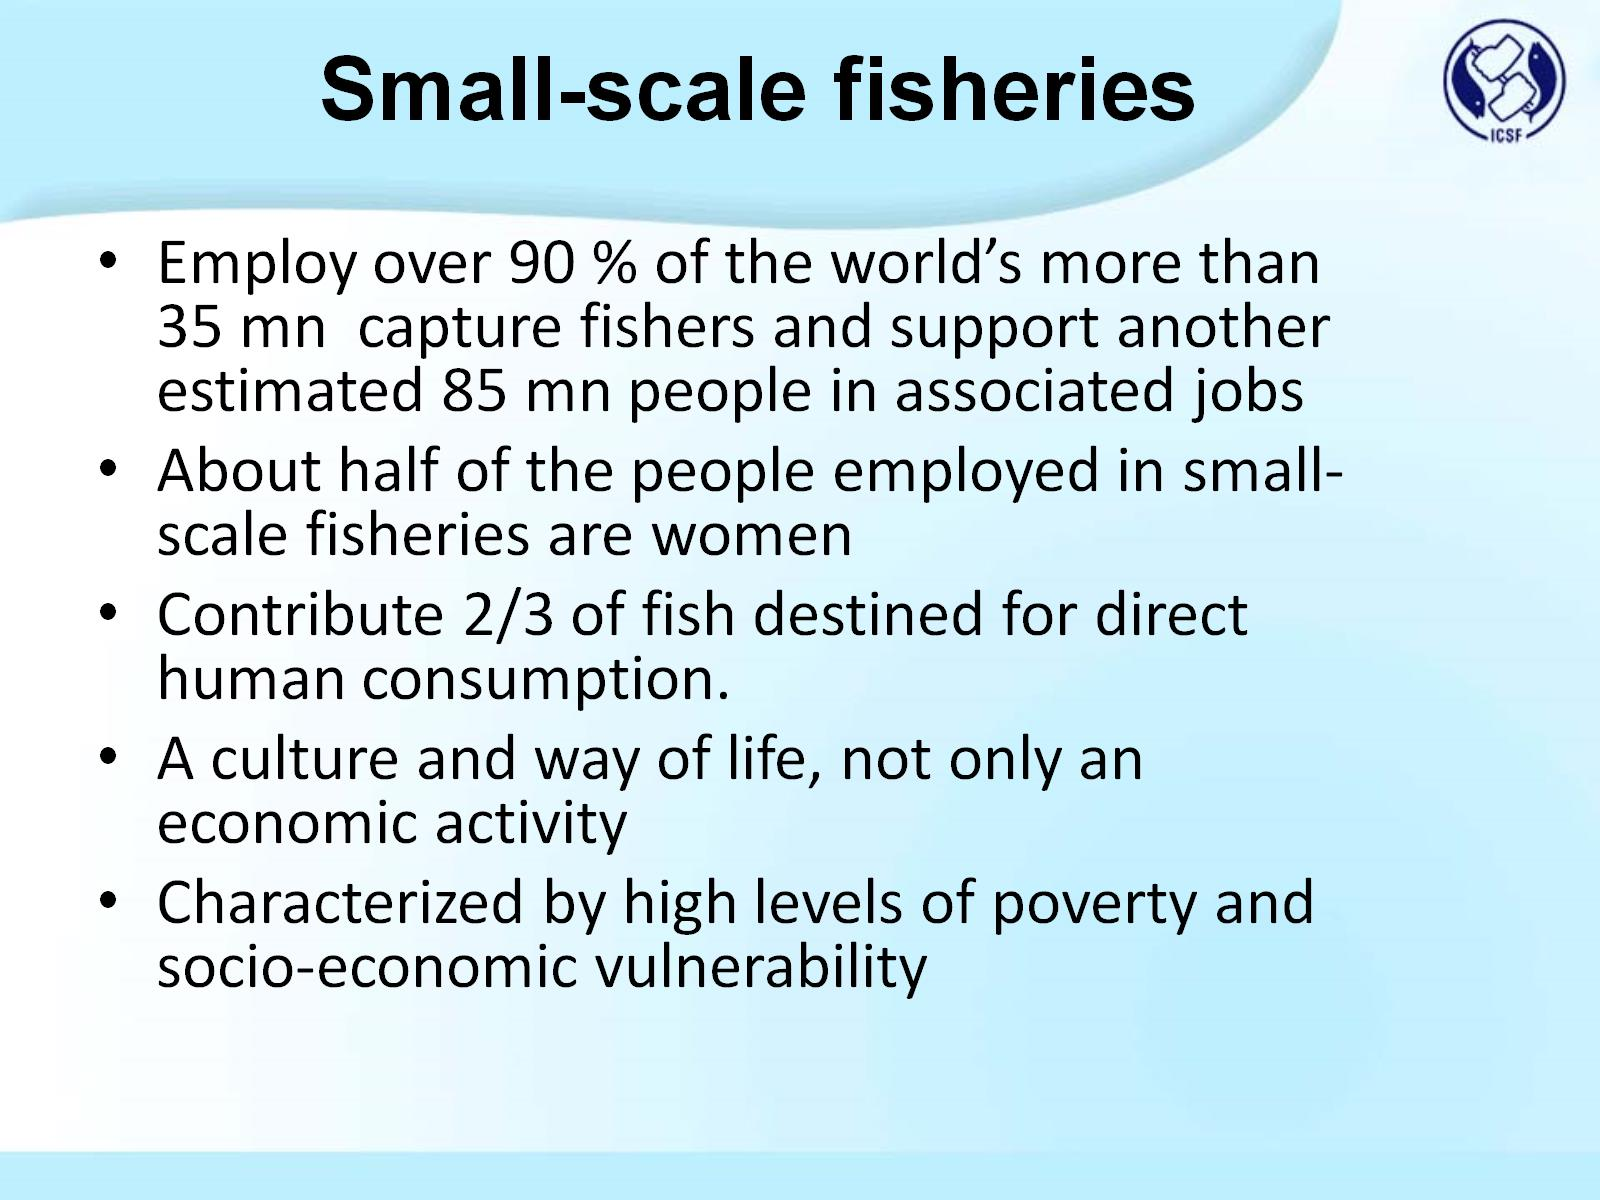 Small-scale fisheries
ICSF
• Employ over 90 % of the world’s more than
35 mn  capture fishers and support another
estimated 85 mn people in associated jobs
• About half of the people employed in small-
scale fisheries are women
• Contribute 2/3 of fish destined for direct
human consumption.
• A culture and way of life, not only an
economic activity
• Characterized by high levels of poverty and
socio-economic vulnerability